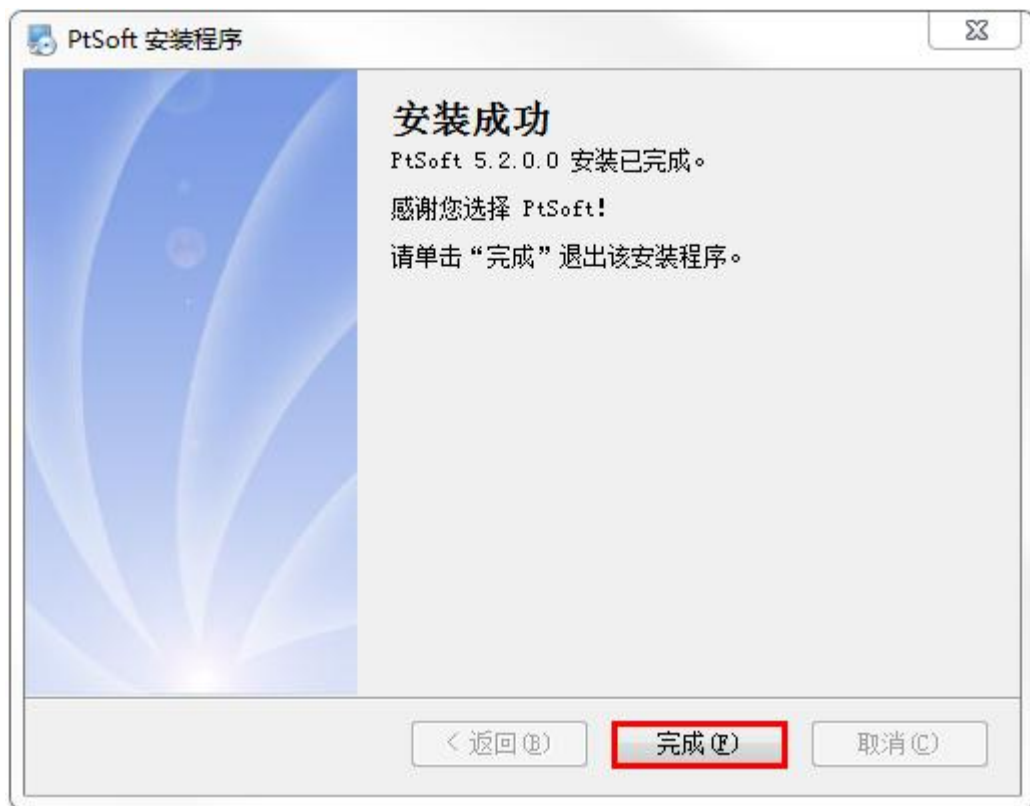 PtSoft 安装程序
安装成功
PtSoft 5.2.0.0 安装已完成。
感谢您选择 PtSoft!
请单击“完成”退出该安装程序。
< 返回(B) 完成(F) 取消(C)